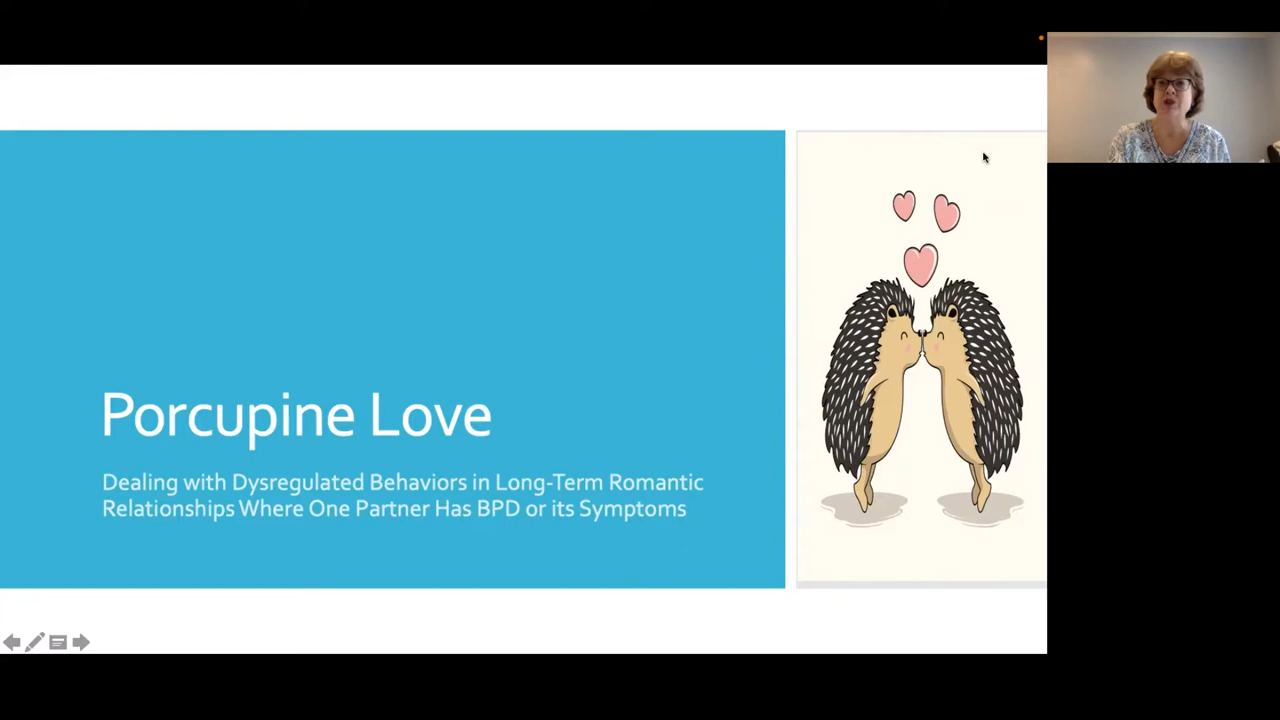 Porcupine Love
Dealing with Dysregulated Behaviors in Long-Term Romantic
Relationships Where One Partner Has BPD or its Symptoms